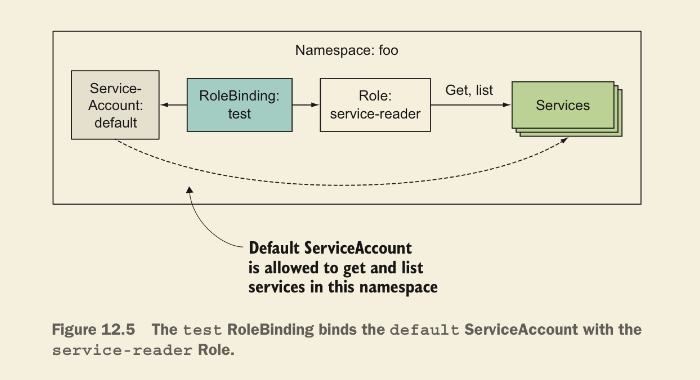 Namespace: foo
Service-
Account:
default
RoleBinding:
test
Role:
service-reader
Get, list
Services
Default ServiceAccount
is allowed to get and list
services in this namespace
Figure 12.5 The test RoleBinding binds the default ServiceAccount with the
service-reader Role.